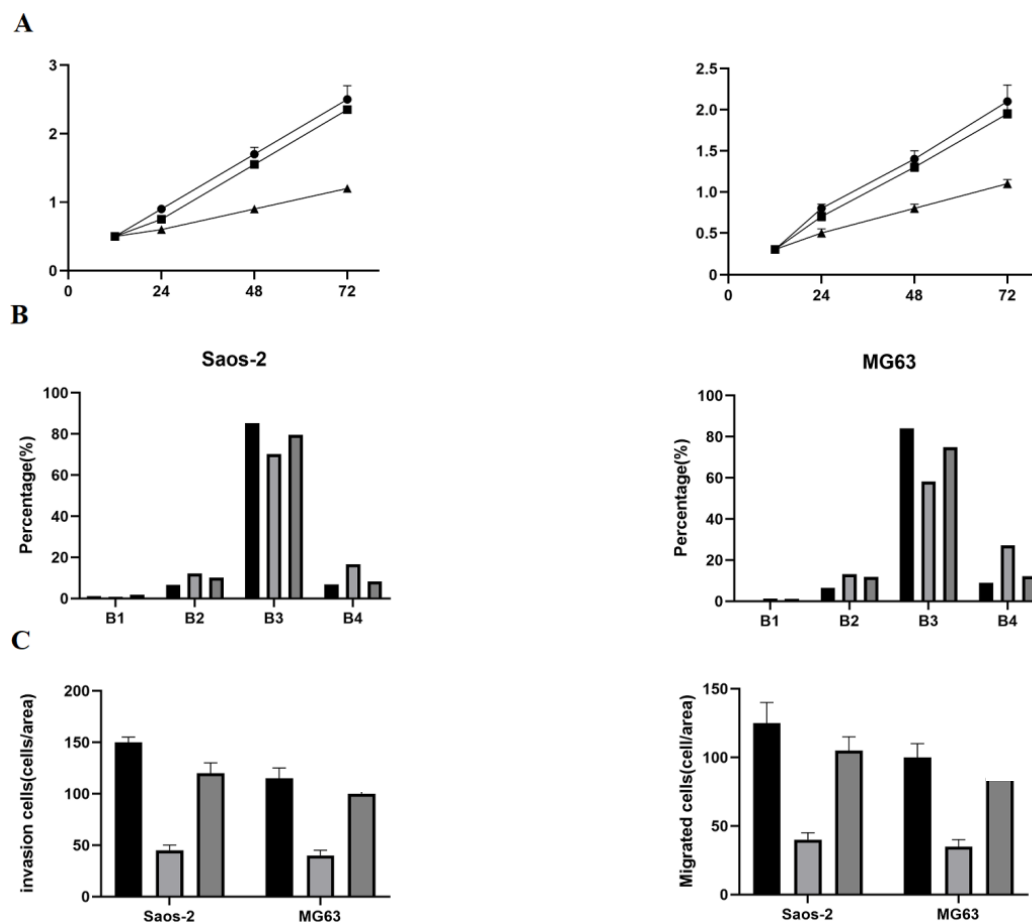 A
3
2
1
0
0 24 48 72
2.5
2.0
1.5
1.0
0.5
0
0 24 48 72
B
Saos-2
Percentage(%)
100
80
60
40
20
0
B1 B2 B3 B4
MG63
Percentage(%)
100
80
60
40
20
0
B1 B2 B3 B4
C
invasion cells(cells/area)
200
150
100
50
0
Saos-2 MG63
Migrated cells(cell/area)
150
100
50
0
Saos-2 MG63